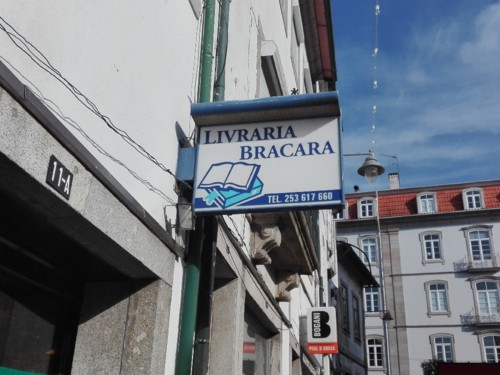 LIVRARIA
BRACARA
TEL. 253 617 660
11-A
BOGANI
B